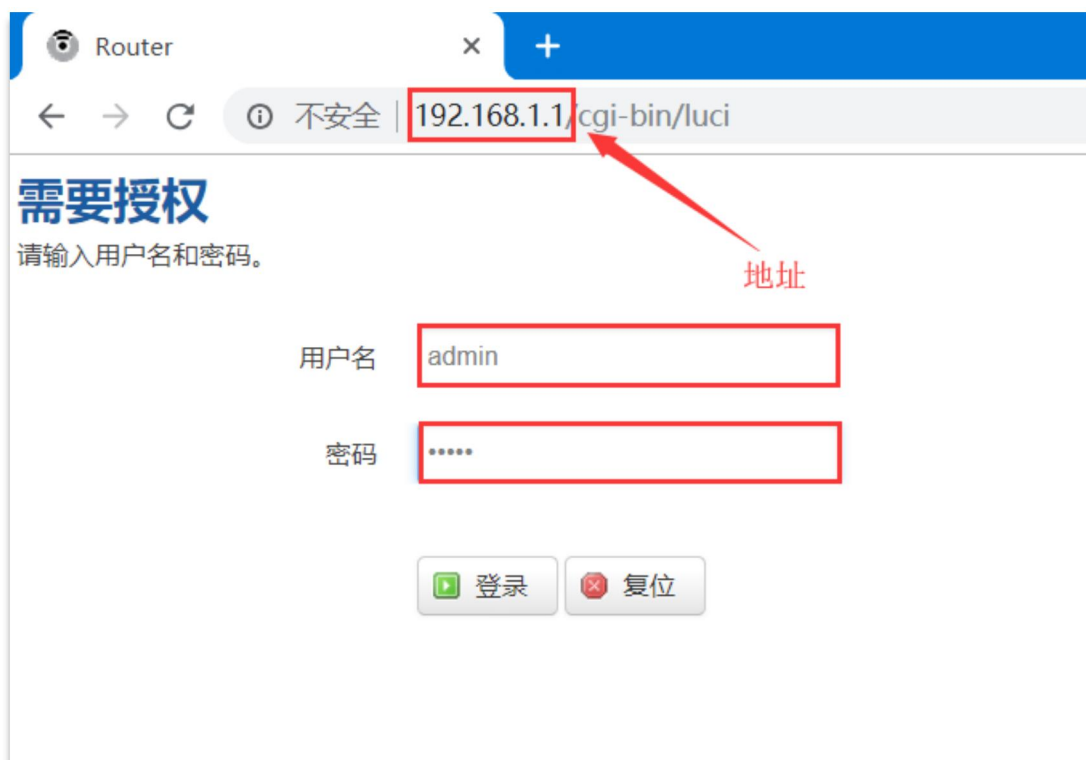 Router
不安全 192.168.1.1/cgi-bin/luci
需要授权
请输入用户名和密码。
地址
用户名 admin
密码 •••••
登录 复位